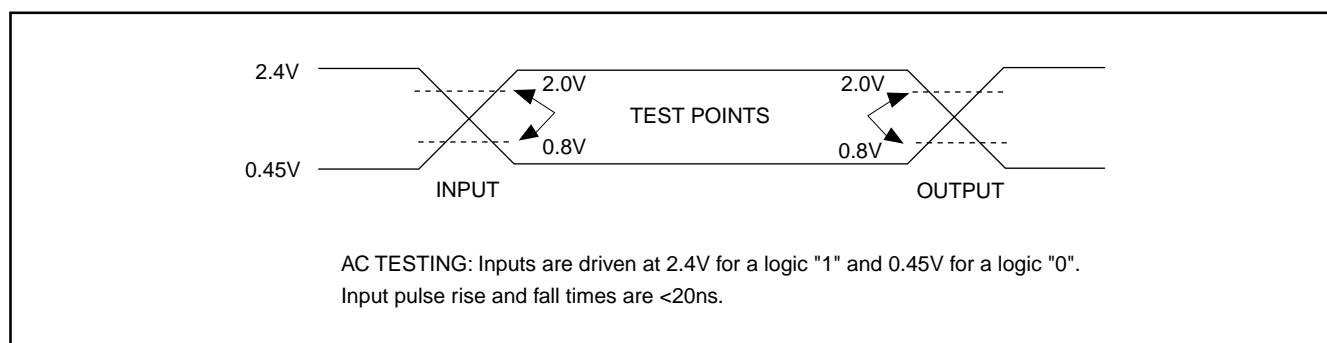 2.4V
2.0V
2.0V
TEST POINTS
0.8V
0.8V
0.45V
INPUT
OUTPUT
AC TESTING: Inputs are driven at 2.4V for a logic "1" and 0.45V for a logic "0".
Input pulse rise and fall times are <20ns.